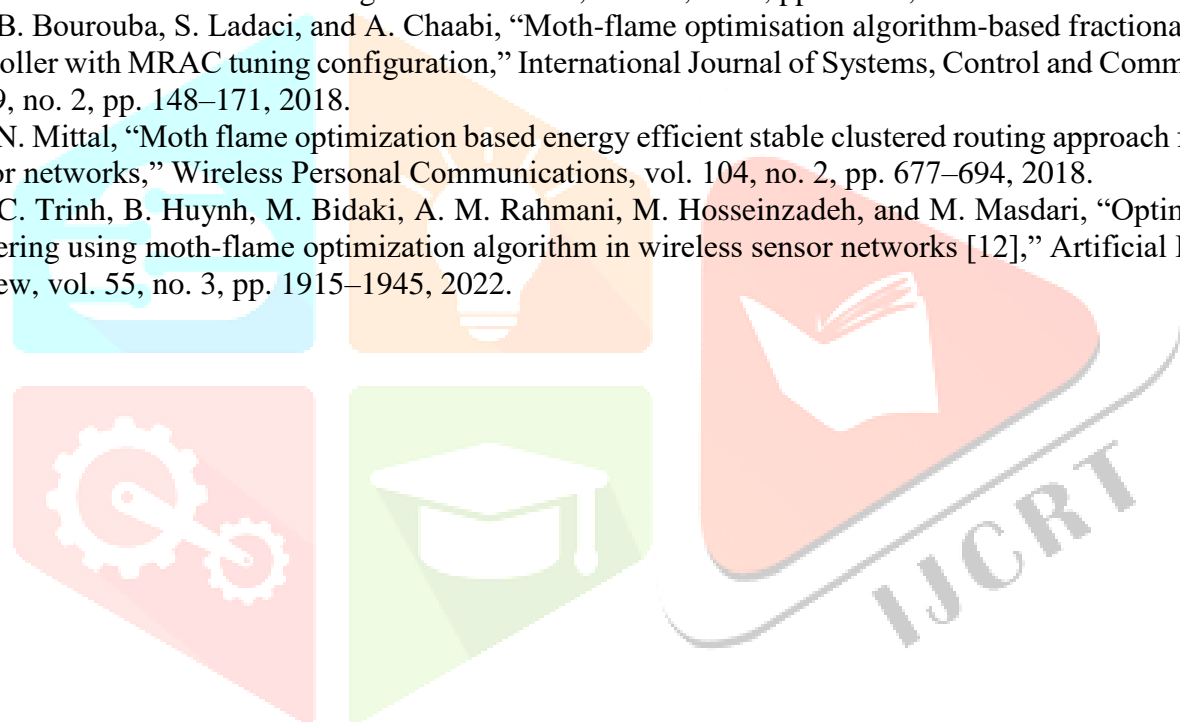 B. Bourouba, S. Ladaci, and A. Chaabi, “Moth-flame optimisation algorithm-based fractiona
oller with MRAC tuning configuration,” International Journal of Systems, Control and Comm
9, no. 2, pp. 148–171, 2018.
N. Mittal, “Moth flame optimization based energy efficient stable clustered routing approach
or networks,” Wireless Personal Communications, vol. 104, no. 2, pp. 677–694, 2018.
C. Trinh, B. Huynh, M. Bidaki, A. M. Rahmani, M. Hosseinzadeh, and M. Masdari, “Optim
ering using moth-flame optimization algorithm in wireless sensor networks [12],” Artificial I
ew, vol. 55, no. 3, pp. 1915–1945, 2022.
IJCRT